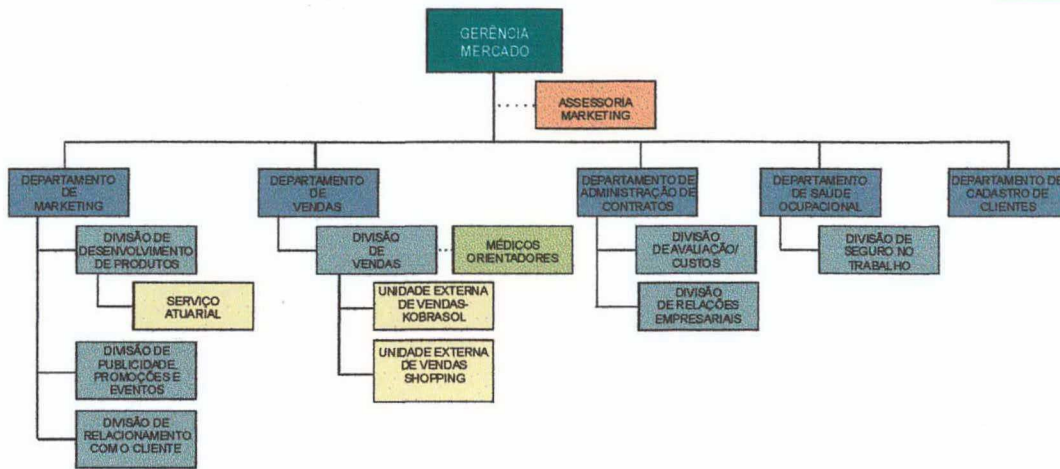 GERÊNCIA
MERCADO
ASSESSORIA
MARKETING
DEPARTAMENTO
DE
MARKETING
DEPARTAMENTO
DE
VENDAS
DEPARTAMENTO DE
ADMINISTRAÇÃO DE
CONTRATOS
DEPARTAMENTO
DE SAÚDE
OCUPACIONAL
DEPARTAMENTO DE
CADASTRO DE
CLIENTES
DIVISÃO DE
DESENVOLVIMENTO
DE PRODUTOS
SERVIÇO
ATUARIAL
DIVISÃO DE
PUBLICIDADE,
PROMOÇÕES E
EVENTOS
DIVISÃO DE
RELACIONAMENTO
COM O CLIENTE
DIVISÃO
DE
VENDAS
MÉDICOS
ORIENTADORES
UNIDADE EXTERNA
DE VENDAS-
KOBRASOL
UNIDADE EXTERNA
DE VENDAS
SHOPPING
DIVISÃO
DE AVALIAÇÃO/
CUSTOS
DIVISÃO
DE RELAÇÕES
EMPRESARIAIS
DIVISÃO DE
SEGURO NO
TRABALHO